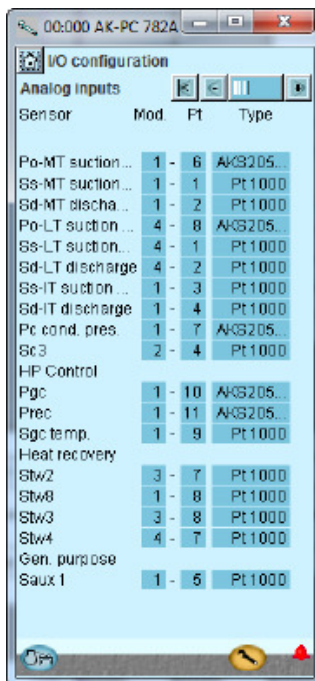 00:000 AK-PC 782A
I/O configuration
Analog inputs
Sensor Mod. Pt Type
Po-MT suction... 1 - 6 AKS205...
Ss-MT suction... 1 - 1 Pt1000
Sd-MT discha... 1 - 2 Pt1000
Po-LT suction ... 4 - 8 AKS205...
Ss-LT suction... 4 - 1 Pt1000
Sd-LT discharge 4 - 2 Pt1000
Ss-IT suction ... 1 - 3 Pt1000
Sd-IT discharge 1 - 4 Pt1000
Pc cond. pres. 1 - 7 AKS205...
Sc3 2 - 4 Pt1000
HP Control
Pgc 1 - 10 AKS205...
Prec 1 - 11 AKS205...
Sgc temp. 1 - 9 Pt1000
Heat recovery
Stw2 3 - 7 Pt1000
Stw8 1 - 8 Pt1000
Stw3 3 - 8 Pt1000
Stw4 4 - 7 Pt1000
Gen. purpose
Saux 1 1 - 5 Pt1000